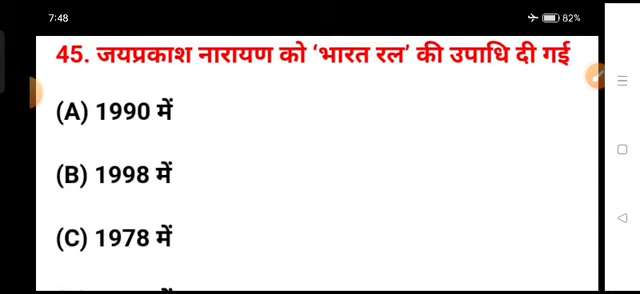 7:48
82%
45. जयप्रकाश नारायण को ‘भारत रत्न’ की उपाधि दी गई
(A) 1990 में
(B) 1998 में
(C) 1978 में